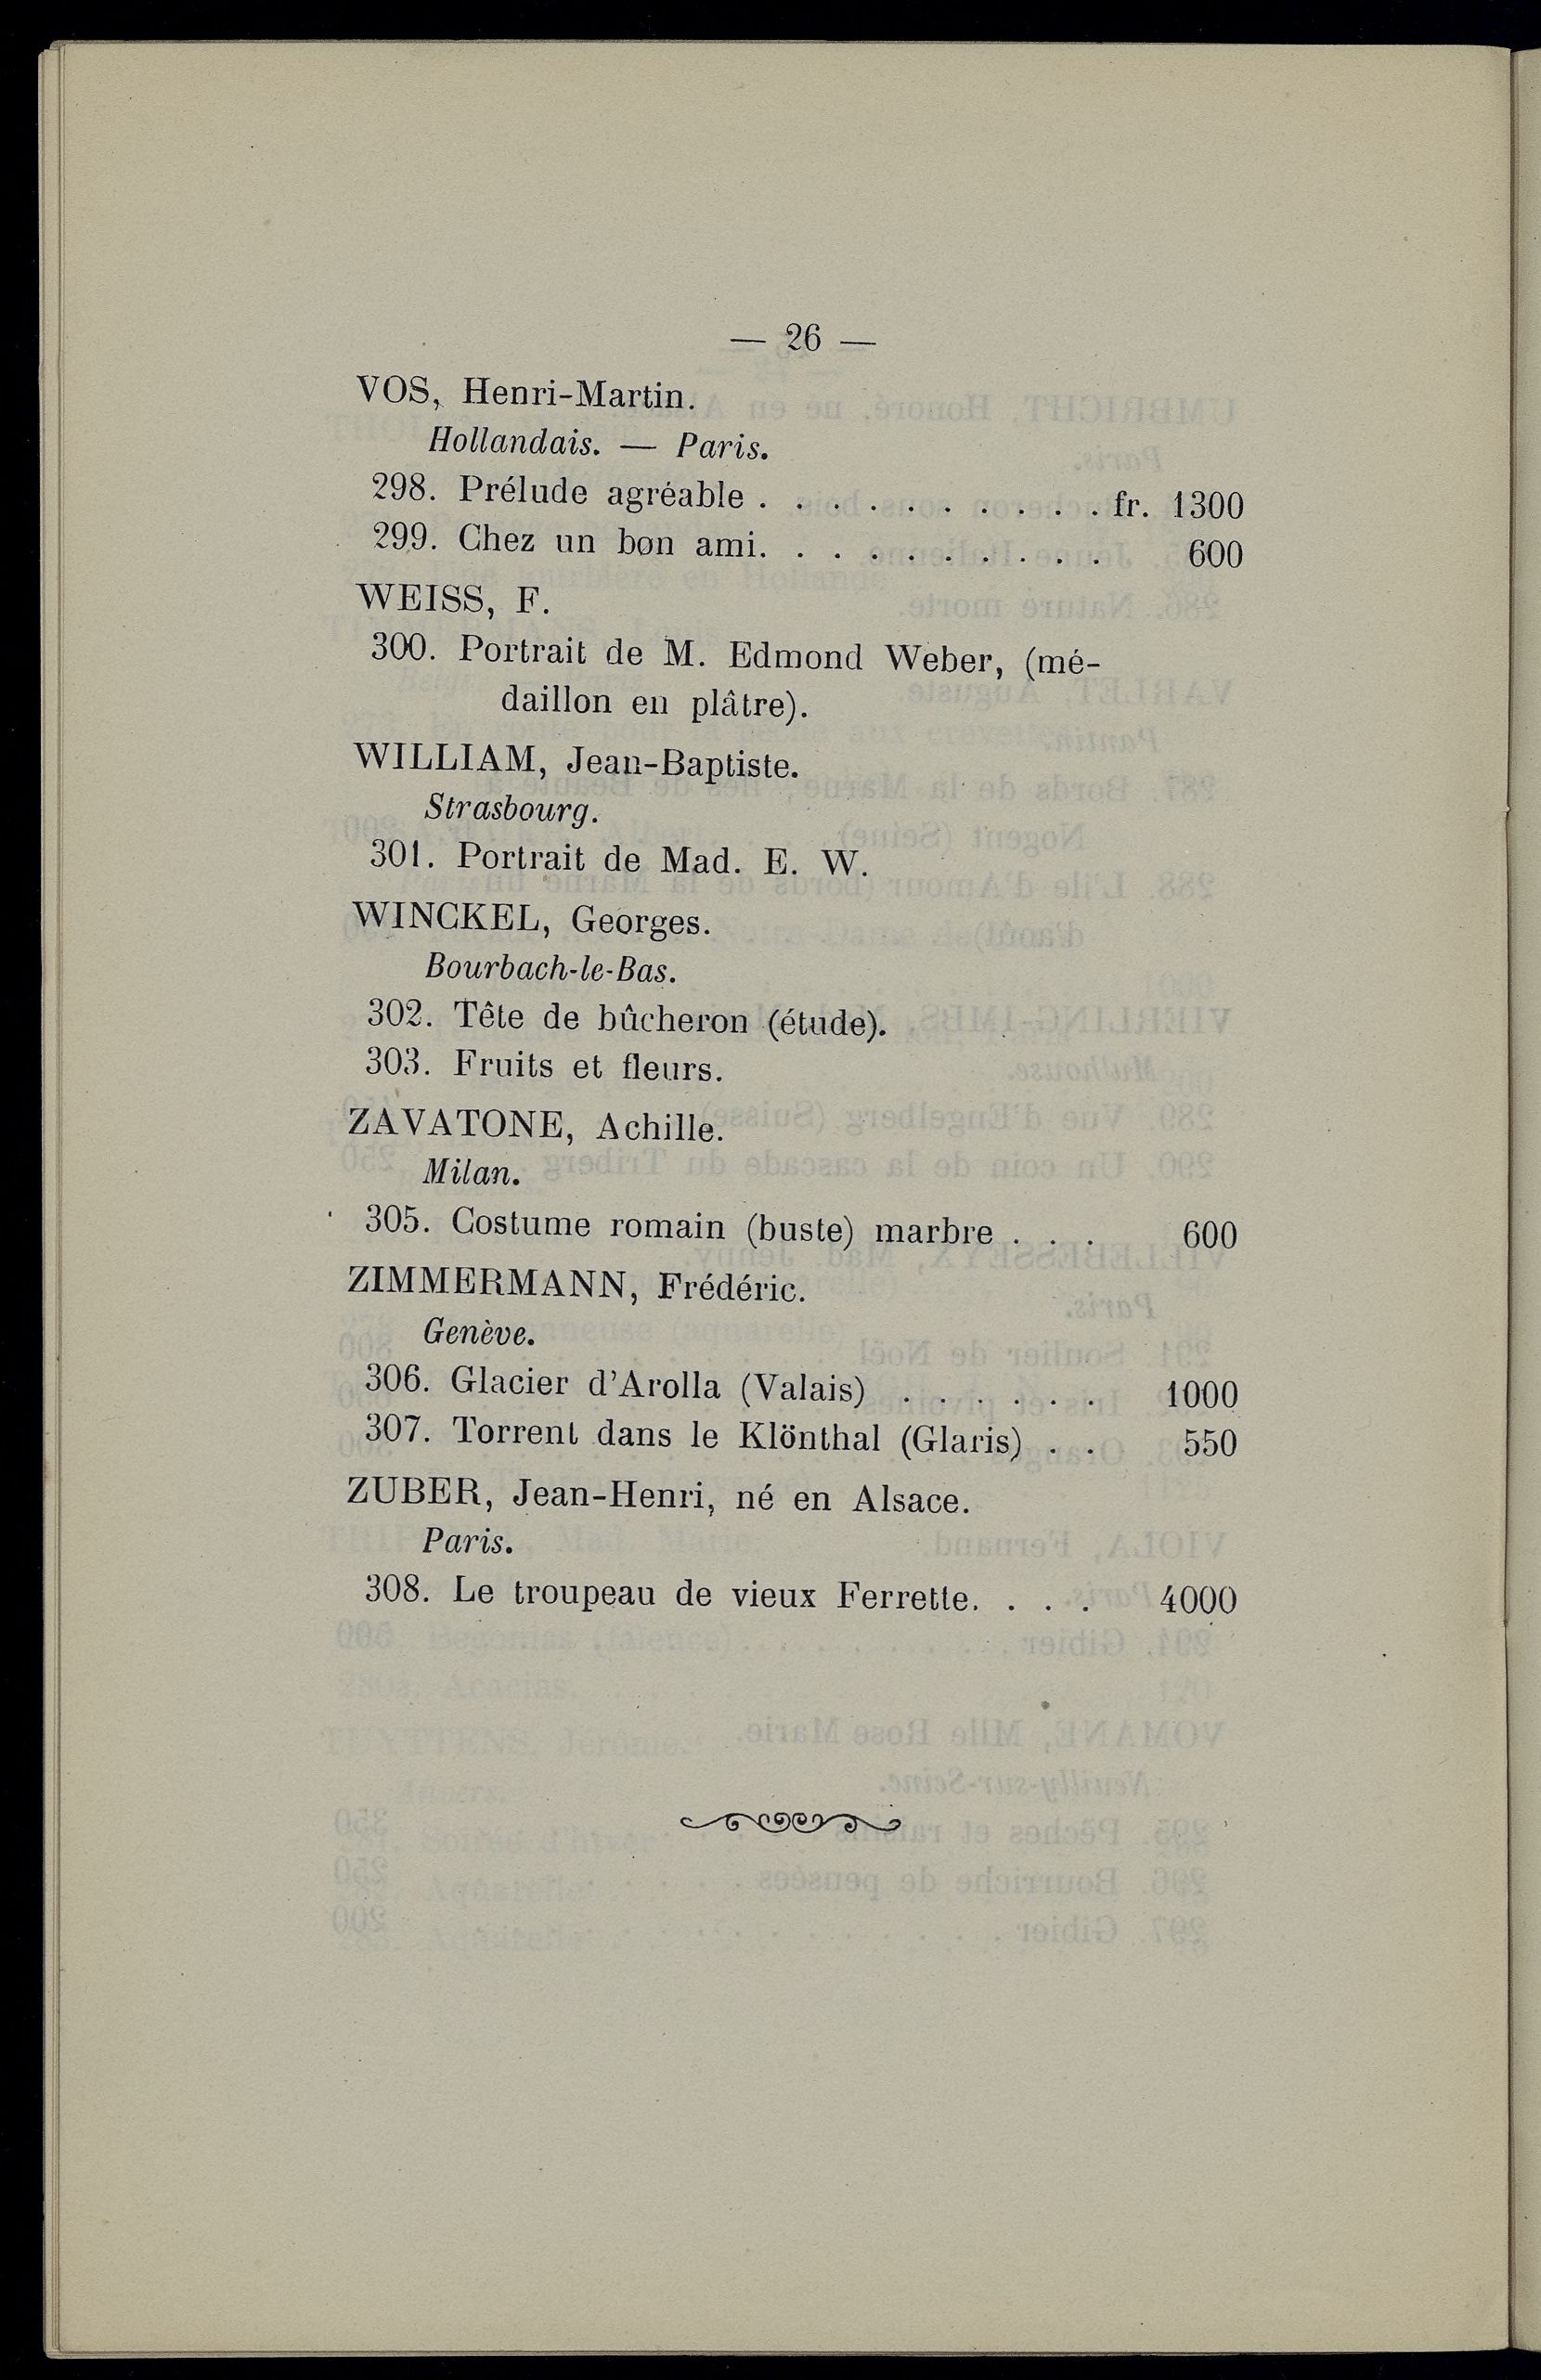 — 26 —
VOS, Henri-Martin.
Hollandais. — Paris.
298. Prélude agréable . . . . . . . . . . fr. 1300
299. Chez un bon ami. . . . . . . . . . 600
WEISS, F.
300. Portrait de M. Edmond Weber, (mé-
daillon en plâtre).
WILLIAM, Jean-Baptiste.
Strasbourg.
301. Portrait de Mad. E. W.
WINCKEL, Georges.
Bourbach-le-Bas.
302. Tête de bûcheron (étude).
303. Fruits et fleurs.
ZAVATONE, Achille.
Milan.
305. Costume romain (buste) marbre . . . 600
ZIMMERMANN, Frédéric.
Genève.
306. Glacier d'Arolla (Valais) . . . . . . 1000
307. Torrent dans le Klönthal (Glaris) . . 550
ZUBER, Jean-Henri, né en Alsace.
Paris.
308. Le troupeau de vieux Ferrette. . . . 4000